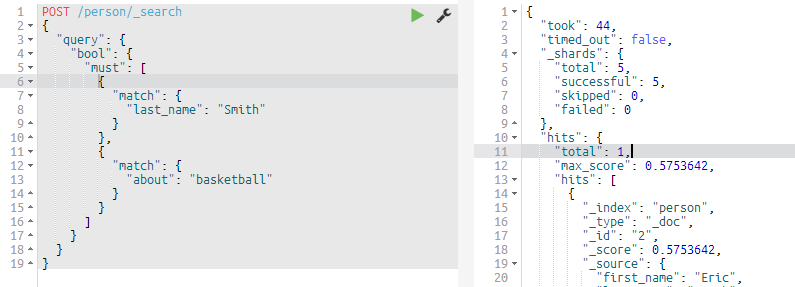 1 POST /person/_search
2 {
3 "query": {
4 "bool": {
5 "must": [
6 {
7 "match": {
8 "last_name": "Smith"
9 }
10 },
11 {
12 "match": {
13 "about": "basketball"
14 }
15 }
16 ]
17 }
18 }
19 }
1 {
2 "took": 44,
3 "timed_out": false,
4 "_shards": {
5 "total": 5,
6 "successful": 5,
7 "skipped": 0,
8 "failed": 0
9 },
10 "hits": {
11 "total": 1,
12 "max_score": 0.5753642,
13 "hits": [
14 {
15 "_index": "person",
16 "_type": "_doc",
17 "_id": "2",
18 "_score": 0.5753642,
19 "_source": {
20 "first_name": "Eric",